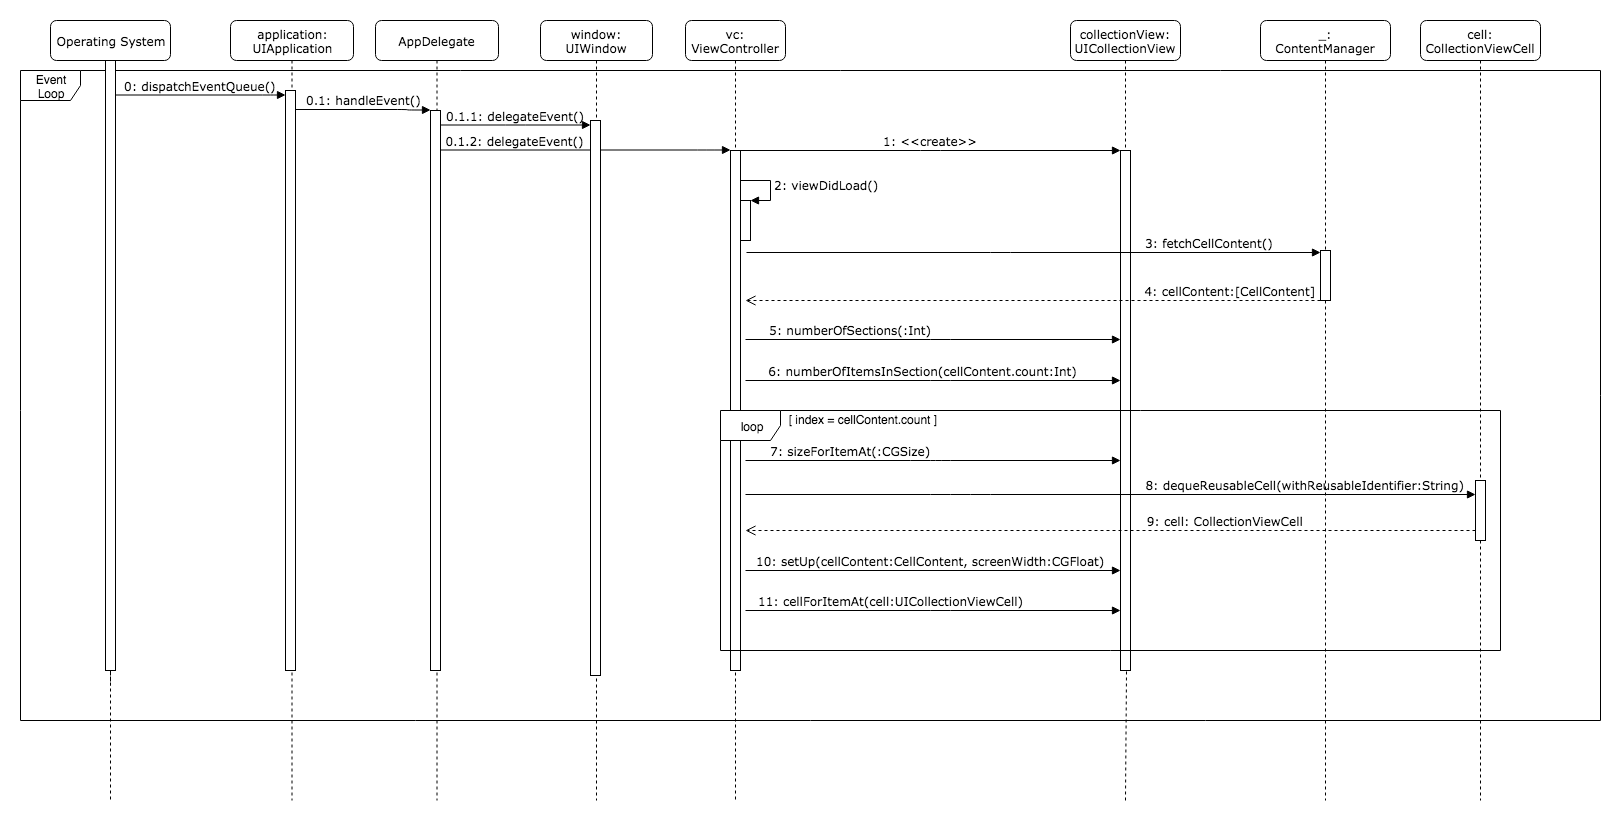 Operating System
application:
UIApplication
AppDelegate
window:
UIWindow
vc:
ViewController
collectionView:
UICollectionView
_:
ContentManager
cell:
CollectionViewCell
Event
Loop
0: dispatchEventQueue()
0.1: handleEvent()
0.1.1: delegateEvent()
0.1.2: delegateEvent()
1: <<create>>
2: viewDidLoad()
3: fetchCellContent()
4: cellContent:[CellContent]
5: numberOfSections(:Int)
6: numberOfItemsInSection(cellContent.count:Int)
loop
[ index = cellContent.count ]
7: sizeForItemAt(:CGSize)
8: dequeReusableCell(withReusableIdentifier:String)
9: cell: CollectionViewCell
10: setUp(cellContent:CellContent, screenWidth:CGFloat)
11: cellForItemAt(cell:UICollectionViewCell)